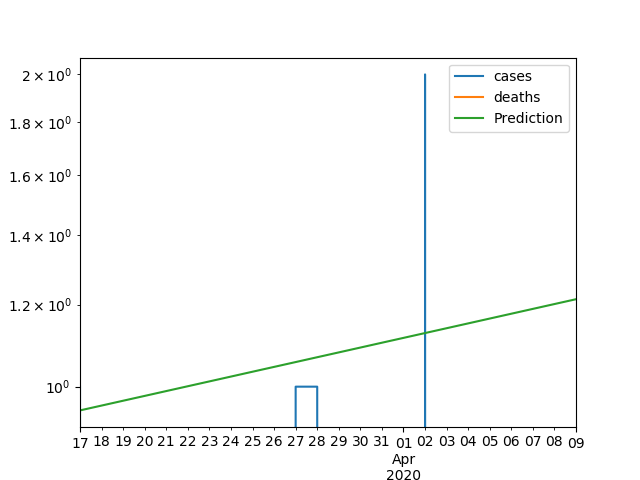 2 × 10⁰
1.8 × 10⁰
1.6 × 10⁰
1.4 × 10⁰
1.2 × 10⁰
10⁰
cases
deaths
Prediction
17 18 19 20 21 22 23 24 25 26 27 28 29 30 31 01 02 03 04 05 06 07 08 09
Apr
2020